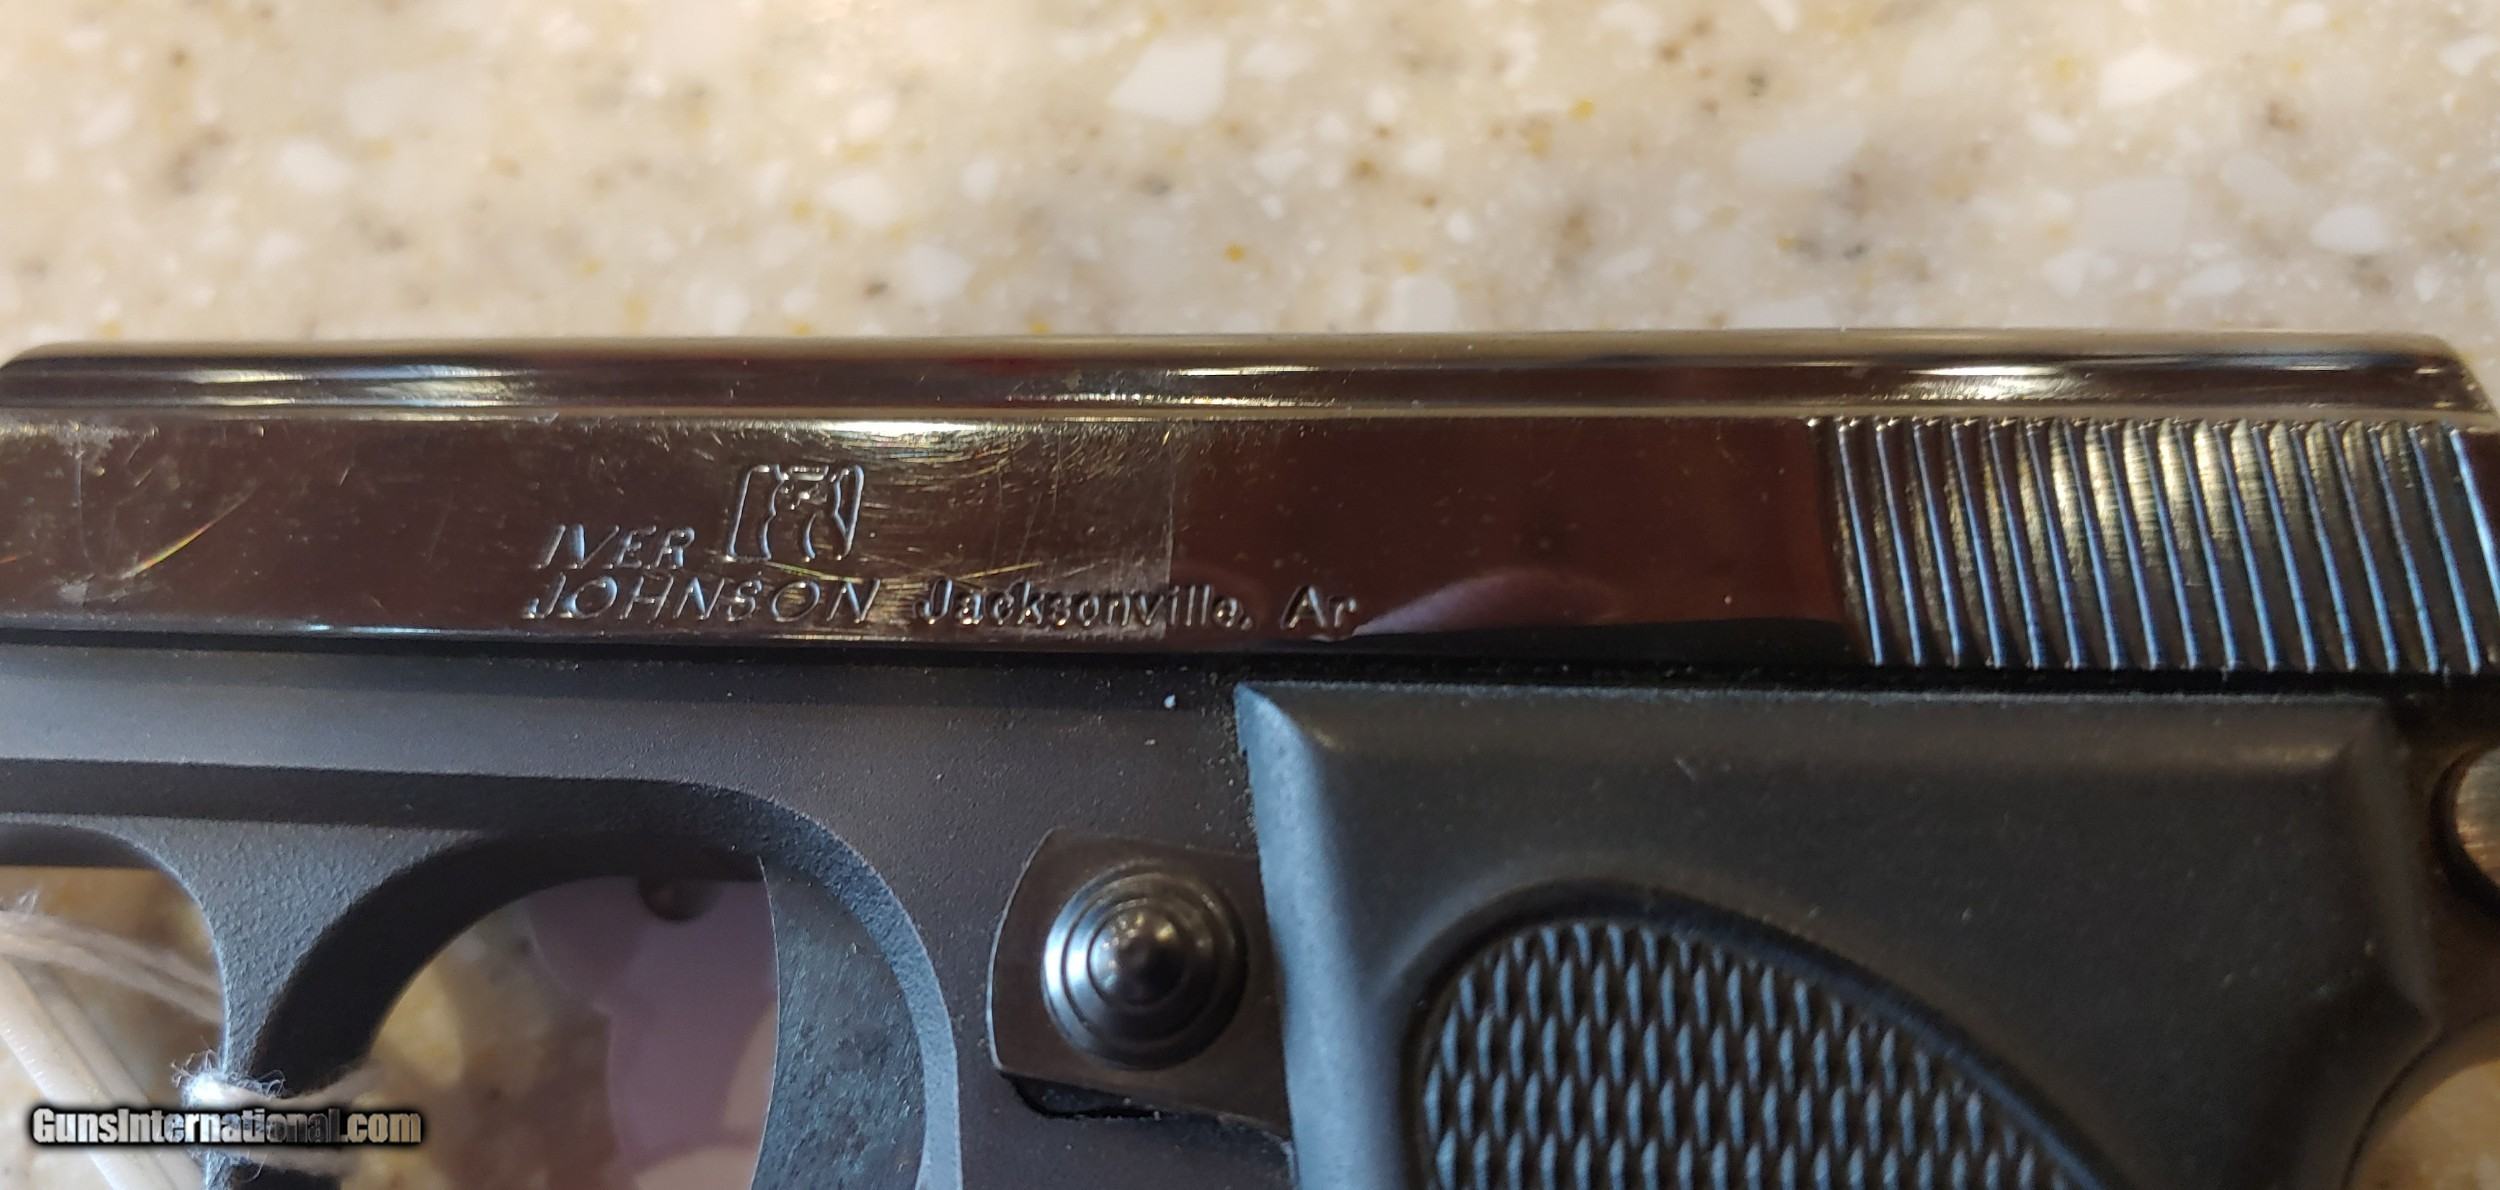 IVER
JOHNSON Jacksonville, Ar
GunsInternational.com